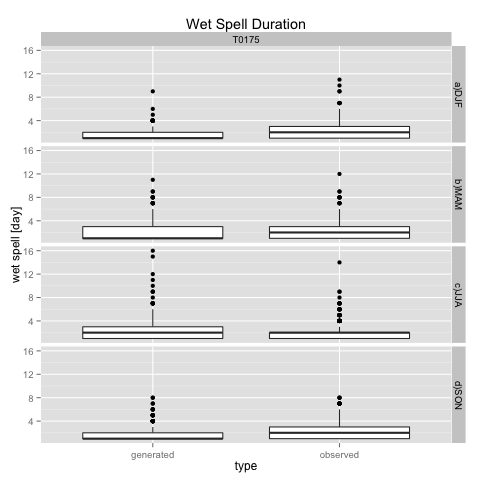 Wet Spell Duration
T0175
16
12
8
4
a)DJF
16
12
8
4
b)MAM
16
12
8
4
c)JJA
16
12
8
4
d)SON
wet spell [day]
generated
observed
type